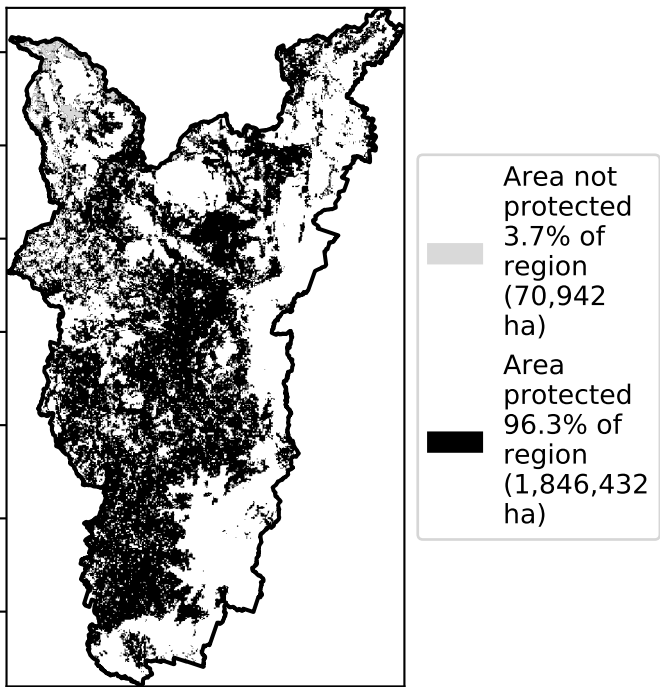 Area not
protected
3.7% of
region
(70,942
ha)
Area
protected
96.3% of
region
(1,846,432
ha)